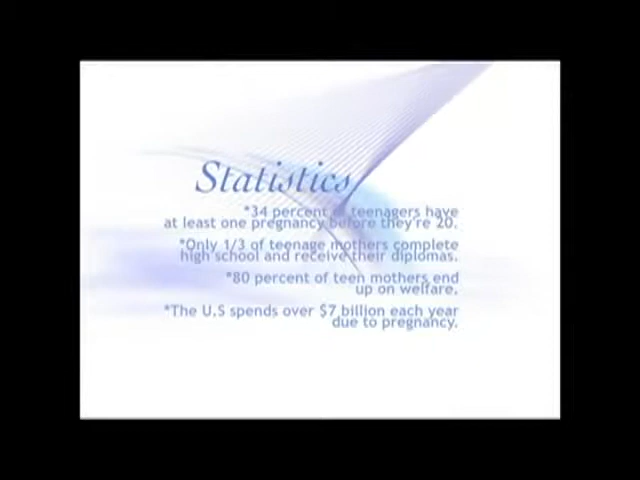 Statistics
*34 percent of teenagers have
at least one pregnancy before they're 20.
*Only 1/3 of teenage mothers complete
high school and receive their diplomas.
*80 percent of teen mothers end
up on welfare.
*The U.S spends over $7 billion each year
due to pregnancy.